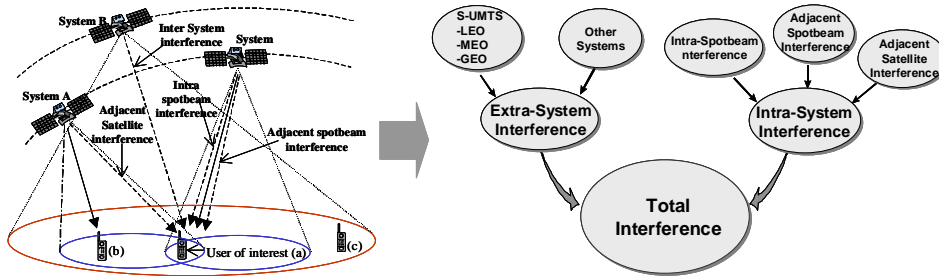 System B
Inter System
interference
System
System A
Adjacent
Satellite
interference
Intra
spotbeam
interference
Adjacent spotbeam
interference
(b)
User of interest (a)
(c)
S-UMTS
-LEO
-MEO
-GEO
Other
Systems
Extra-System
Interference
Intra-Spotbeam
nterference
Adjacent
Spotbeam
Interference
Adjacent
Satellite
Interference
Intra-System
Interference
Total
Interference